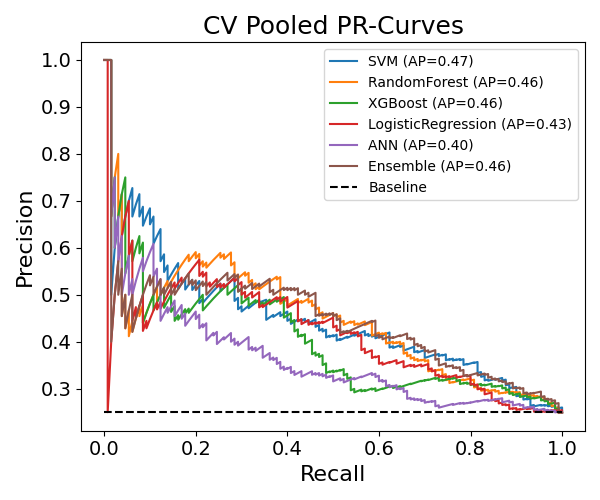 CV Pooled PR-Curves
SVM (AP=0.47)
RandomForest (AP=0.46)
XGBoost (AP=0.46)
LogisticRegression (AP=0.43)
ANN (AP=0.40)
Ensemble (AP=0.46)
Baseline
Precision
1.0
0.9
0.8
0.7
0.6
0.5
0.4
0.3
0.0 0.2 0.4 0.6 0.8 1.0
Recall